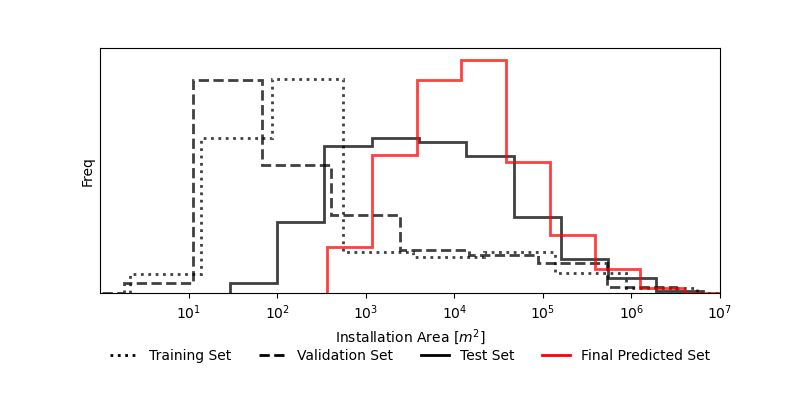 Freq
10^1 10^2 10^3 10^4 10^5 10^6 10^7
Installation Area [m^2]
Training Set Validation Set Test Set Final Predicted Set